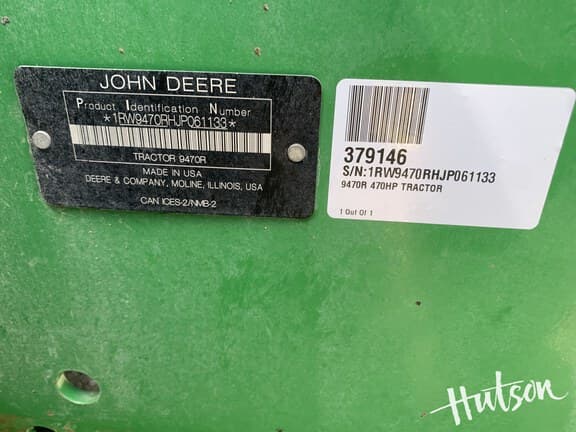 JOHN DEERE
Product Identification Number
*1RW9470RHJP061133*
TRACTOR 9470R
MADE IN USA
DEERE & COMPANY, MOLINE, ILLINOIS, USA
CAN ICES-2/NMB-2
379146
S/N:1RW9470RHJP061133
9470R 470HP TRACTOR
1 Out Of 1
Hutson